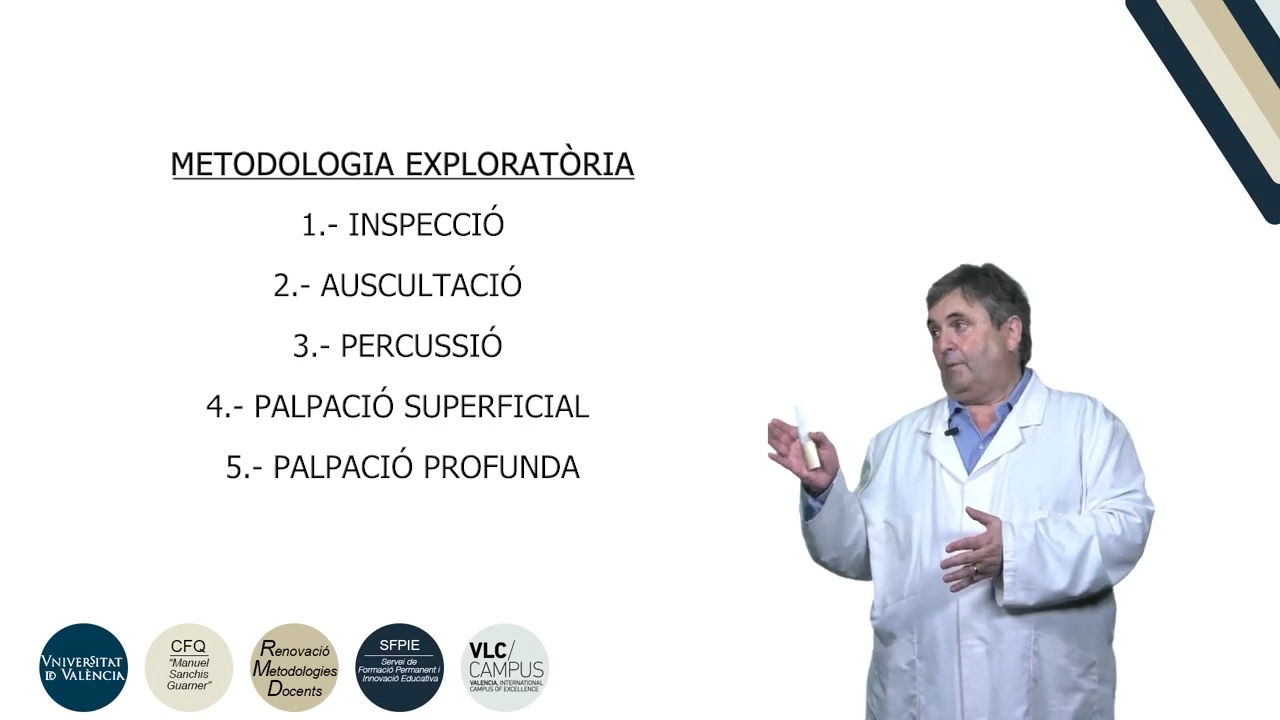 METODOLOGIA EXPLORATÒRIA
1.- INSPECCIÓ
2.- AUSCULTACIÓ
3.- PERCUSSIÓ
4.- PALPACIÓ SUPERFICIAL
5.- PALPACIÓ PROFUNDA
VNIVERSITAT
ID VALÈNCIA
CFQ
"Manuel
Sanchis
Guarner"
Renovació
Metodologies
Docents
SFPIE
Servei de
Formació Permanent i
Innovació Educativa
VLC/
CAMPUS
VALENCIA, INTERNATIONAL
CAMPUS OF EXCELLENCE